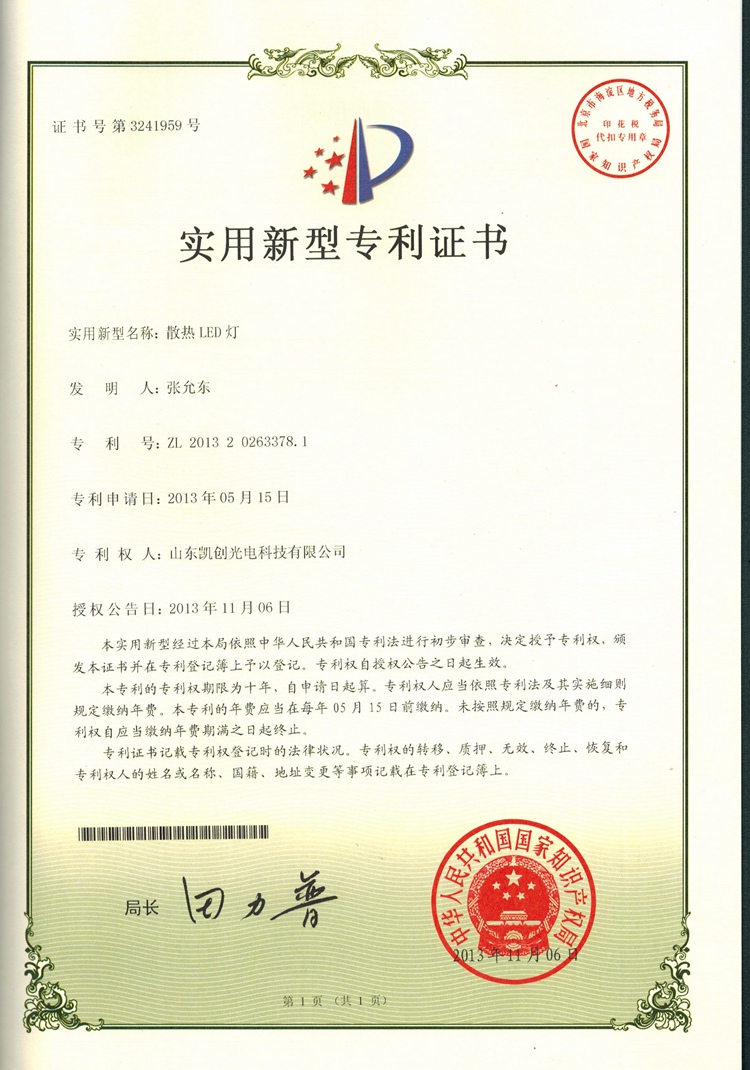 证书号第3241959号
北京市海淀区地方税务局
印花税
代扣专用章
国家知识产权局
实用新型专利证书
实用新型名称：散热LED灯
发明人：张允东
专利号：ZL 2013 2 0263378.1
专利申请日：2013年05月15日
专利权人：山东凯创光电科技有限公司
授权公告日：2013年11月06日
本实用新型经过本局依照中华人民共和国专利法进行初步审查，决定授予专利权，颁
发本证书并在专利登记簿上予以登记。专利权自授权公告之日起生效。
本专利的专利权期限为十年，自申请日起算。专利权人应当依照专利法及其实施细则
规定缴纳年费。本专利的年费应当在每年05月15日前缴纳。未按照规定缴纳年费的，专
利权自应当缴纳年费期满之日起终止。
专利证书记载专利权登记时的法律状况。专利权的转移、质押、无效、终止、恢复和
专利权人的姓名或名称、国籍、地址变更等事项记载在专利登记簿上。
局长 田力普
中华人民共和国国家知识产权局
2013年11月06日
第1页（共1页）